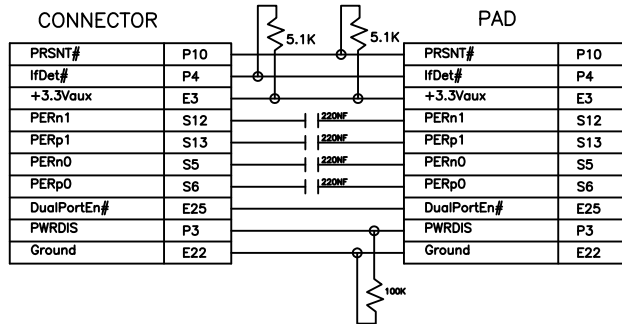 CONNECTOR
PAD
5.1K
5.1K
PRSNT# P10 PRSNT# P10
IfDet# P4 IfDet# P4
+3.3Vaux E3 +3.3Vaux E3
PERn1 S12 220NF PERn1 S12
PERp1 S13 220NF PERp1 S13
PERn0 S5 220NF PERn0 S5
PERp0 S6 220NF PERp0 S6
DualPortEn# E25 DualPortEn# E25
PWRDIS P3 PWRDIS P3
Ground E22 Ground E22
100K